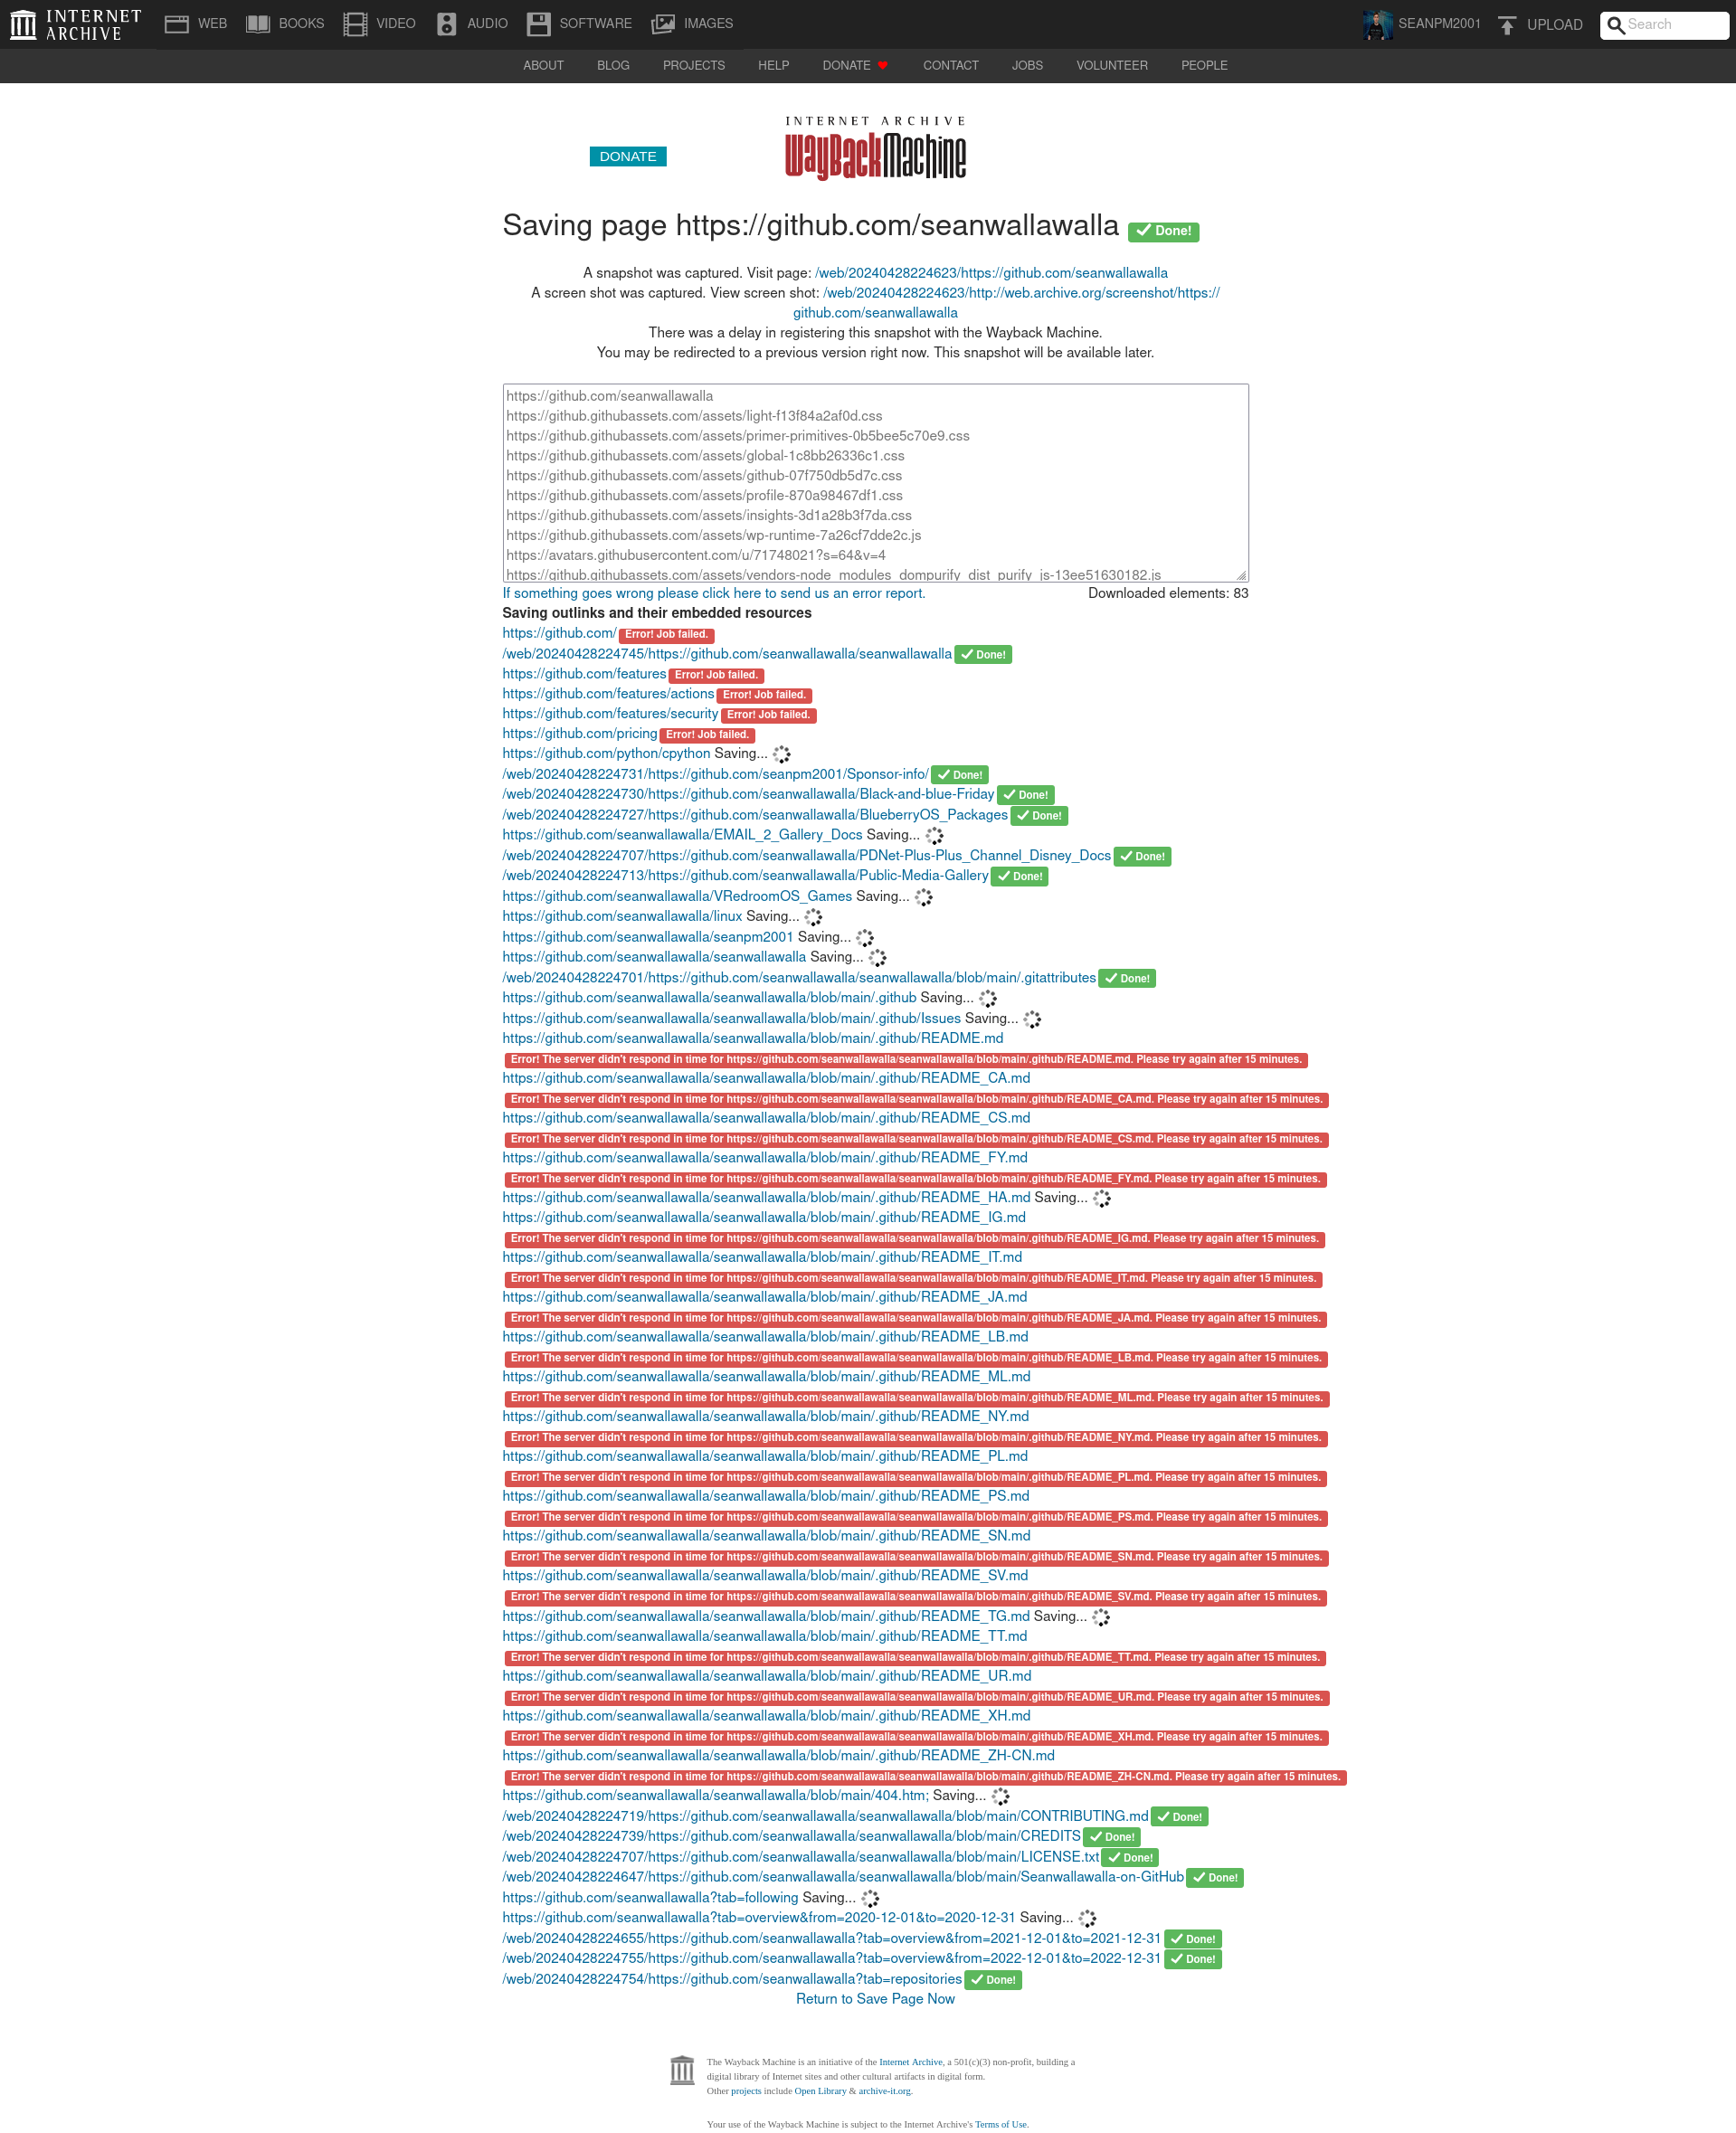 INTERNET ARCHIVE
WEB BOOKS VIDEO AUDIO SOFTWARE IMAGES SEANPM2001 UPLOAD Search
ABOUT BLOG PROJECTS HELP DONATE CONTACT JOBS VOLUNTEER PEOPLE
INTERNET ARCHIVE
DONATE WayBackMachine
Saving page https://github.com/seanwallawalla Done!
A snapshot was captured. Visit page: /web/20240428224623/https://github.com/seanwallawalla
A screen shot was captured. View screen shot: /web/20240428224623/http://web.archive.org/screenshot/https://
github.com/seanwallawalla
There was a delay in registering this snapshot with the Wayback Machine.
You may be redirected to a previous version right now. This snapshot will be available later.
https://github.com/seanwallawalla
https://github.githubassets.com/assets/light-f13f84a2af0d.css
https://github.githubassets.com/assets/primer-primitives-0b5bee5c70e9.css
https://github.githubassets.com/assets/global-1c8bb26336c1.css
https://github.githubassets.com/assets/github-07f750db5d7c.css
https://github.githubassets.com/assets/profile-870a98467df1.css
https://github.githubassets.com/assets/insights-3d1a28b3f7da.css
https://github.githubassets.com/assets/wp-runtime-7a26cf7dde2c.js
https://avatars.githubusercontent.com/u/71748021?s=64&v=4
https://github.githubassets.com/assets/vendors-node_modules_dompurify_dist_purify_js-13ee51630182.js
If something goes wrong please click here to send us an error report. Downloaded elements: 83
Saving outlinks and their embedded resources
https://github.com/ Error! Job failed.
/web/20240428224745/https://github.com/seanwallawalla/seanwallawalla Done!
https://github.com/features Error! Job failed.
https://github.com/features/actions Error! Job failed.
https://github.com/features/security Error! Job failed.
https://github.com/pricing Error! Job failed.
https://github.com/python/cpython Saving...
/web/20240428224731/https://github.com/seanpm2001/Sponsor-info/ Done!
/web/20240428224730/https://github.com/seanwallawalla/Black-and-blue-Friday Done!
/web/20240428224727/https://github.com/seanwallawalla/BlueberryOS_Packages Done!
https://github.com/seanwallawalla/EMAIL_2_Gallery_Docs Saving...
/web/20240428224707/https://github.com/seanwallawalla/PDNet-Plus-Plus_Channel_Disney_Docs Done!
/web/20240428224713/https://github.com/seanwallawalla/Public-Media-Gallery Done!
https://github.com/seanwallawalla/VRedroomOS_Games Saving...
https://github.com/seanwallawalla/linux Saving...
https://github.com/seanwallawalla/seanpm2001 Saving...
https://github.com/seanwallawalla/seanwallawalla Saving...
/web/20240428224701/https://github.com/seanwallawalla/seanwallawalla/blob/main/.gitattributes Done!
https://github.com/seanwallawalla/seanwallawalla/blob/main/.github Saving...
https://github.com/seanwallawalla/seanwallawalla/blob/main/.github/Issues Saving...
https://github.com/seanwallawalla/seanwallawalla/blob/main/.github/README.md
Error! The server didn't respond in time for https://github.com/seanwallawalla/seanwallawalla/blob/main/.github/README.md. Please try again after 15 minutes.
https://github.com/seanwallawalla/seanwallawalla/blob/main/.github/README_CA.md
Error! The server didn't respond in time for https://github.com/seanwallawalla/seanwallawalla/blob/main/.github/README_CA.md. Please try again after 15 minutes.
https://github.com/seanwallawalla/seanwallawalla/blob/main/.github/README_CS.md
Error! The server didn't respond in time for https://github.com/seanwallawalla/seanwallawalla/blob/main/.github/README_CS.md. Please try again after 15 minutes.
https://github.com/seanwallawalla/seanwallawalla/blob/main/.github/README_FY.md
Error! The server didn't respond in time for https://github.com/seanwallawalla/seanwallawalla/blob/main/.github/README_FY.md. Please try again after 15 minutes.
https://github.com/seanwallawalla/seanwallawalla/blob/main/.github/README_HA.md Saving...
https://github.com/seanwallawalla/seanwallawalla/blob/main/.github/README_IG.md
Error! The server didn't respond in time for https://github.com/seanwallawalla/seanwallawalla/blob/main/.github/README_IG.md. Please try again after 15 minutes.
https://github.com/seanwallawalla/seanwallawalla/blob/main/.github/README_IT.md
Error! The server didn't respond in time for https://github.com/seanwallawalla/seanwallawalla/blob/main/.github/README_IT.md. Please try again after 15 minutes.
https://github.com/seanwallawalla/seanwallawalla/blob/main/.github/README_JA.md
Error! The server didn't respond in time for https://github.com/seanwallawalla/seanwallawalla/blob/main/.github/README_JA.md. Please try again after 15 minutes.
https://github.com/seanwallawalla/seanwallawalla/blob/main/.github/README_LB.md
Error! The server didn't respond in time for https://github.com/seanwallawalla/seanwallawalla/blob/main/.github/README_LB.md. Please try again after 15 minutes.
https://github.com/seanwallawalla/seanwallawalla/blob/main/.github/README_ML.md
Error! The server didn't respond in time for https://github.com/seanwallawalla/seanwallawalla/blob/main/.github/README_ML.md. Please try again after 15 minutes.
https://github.com/seanwallawalla/seanwallawalla/blob/main/.github/README_NY.md
Error! The server didn't respond in time for https://github.com/seanwallawalla/seanwallawalla/blob/main/.github/README_NY.md. Please try again after 15 minutes.
https://github.com/seanwallawalla/seanwallawalla/blob/main/.github/README_PL.md
Error! The server didn't respond in time for https://github.com/seanwallawalla/seanwallawalla/blob/main/.github/README_PL.md. Please try again after 15 minutes.
https://github.com/seanwallawalla/seanwallawalla/blob/main/.github/README_PS.md
Error! The server didn't respond in time for https://github.com/seanwallawalla/seanwallawalla/blob/main/.github/README_PS.md. Please try again after 15 minutes.
https://github.com/seanwallawalla/seanwallawalla/blob/main/.github/README_SN.md
Error! The server didn't respond in time for https://github.com/seanwallawalla/seanwallawalla/blob/main/.github/README_SN.md. Please try again after 15 minutes.
https://github.com/seanwallawalla/seanwallawalla/blob/main/.github/README_SV.md
Error! The server didn't respond in time for https://github.com/seanwallawalla/seanwallawalla/blob/main/.github/README_SV.md. Please try again after 15 minutes.
https://github.com/seanwallawalla/seanwallawalla/blob/main/.github/README_TG.md Saving...
https://github.com/seanwallawalla/seanwallawalla/blob/main/.github/README_TT.md
Error! The server didn't respond in time for https://github.com/seanwallawalla/seanwallawalla/blob/main/.github/README_TT.md. Please try again after 15 minutes.
https://github.com/seanwallawalla/seanwallawalla/blob/main/.github/README_UR.md
Error! The server didn't respond in time for https://github.com/seanwallawalla/seanwallawalla/blob/main/.github/README_UR.md. Please try again after 15 minutes.
https://github.com/seanwallawalla/seanwallawalla/blob/main/.github/README_XH.md
Error! The server didn't respond in time for https://github.com/seanwallawalla/seanwallawalla/blob/main/.github/README_XH.md. Please try again after 15 minutes.
https://github.com/seanwallawalla/seanwallawalla/blob/main/.github/README_ZH-CN.md
Error! The server didn't respond in time for https://github.com/seanwallawalla/seanwallawalla/blob/main/.github/README_ZH-CN.md. Please try again after 15 minutes.
https://github.com/seanwallawalla/seanwallawalla/blob/main/404.htm; Saving...
/web/20240428224719/https://github.com/seanwallawalla/seanwallawalla/blob/main/CONTRIBUTING.md Done!
/web/20240428224739/https://github.com/seanwallawalla/seanwallawalla/blob/main/CREDITS Done!
/web/20240428224707/https://github.com/seanwallawalla/seanwallawalla/blob/main/LICENSE.txt Done!
/web/20240428224647/https://github.com/seanwallawalla/seanwallawalla/blob/main/Seanwallawalla-on-GitHub Done!
https://github.com/seanwallawalla?tab=following Saving...
https://github.com/seanwallawalla?tab=overview&from=2020-12-01&to=2020-12-31 Saving...
/web/20240428224655/https://github.com/seanwallawalla?tab=overview&from=2021-12-01&to=2021-12-31 Done!
/web/20240428224755/https://github.com/seanwallawalla?tab=overview&from=2022-12-01&to=2022-12-31 Done!
/web/20240428224754/https://github.com/seanwallawalla?tab=repositories Done!
Return to Save Page Now
The Wayback Machine is an initiative of the Internet Archive, a 501(c)(3) non-profit, building a
digital library of Internet sites and other cultural artifacts in digital form.
Other projects include Open Library & archive-it.org.
Your use of the Wayback Machine is subject to the Internet Archive's Terms of Use.